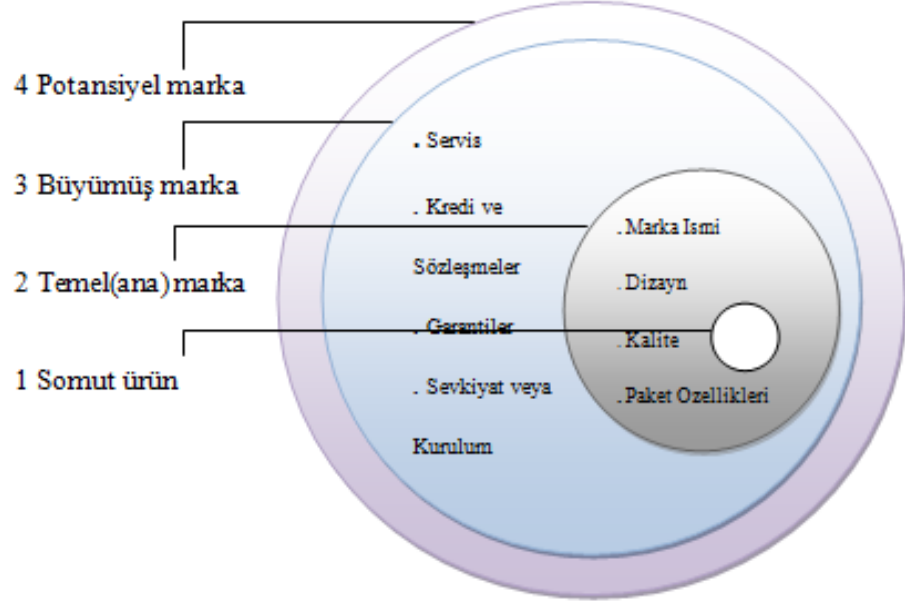 4 Potansiyel marka
3 Büyümüş marka
2 Temel(ana) marka
1 Somut ürün
. Servis
. Kredi ve
Sözleşmeler
. Garantiler
. Sevkiyat veya
Kurulum
. Marka Ismi
. Dizayn
. Kalite
. Paket Ozellikleri